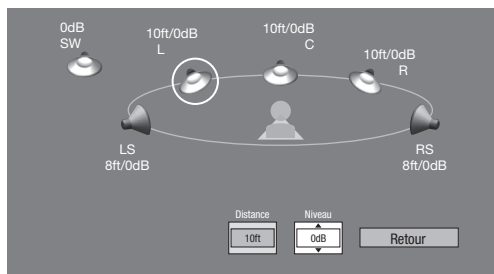 0dB
SW
10ft/0dB
L
10ft/0dB
C
10ft/0dB
R
LS
8ft/0dB
RS
8ft/0dB
Distance
10ft
Niveau
0dB
Retour